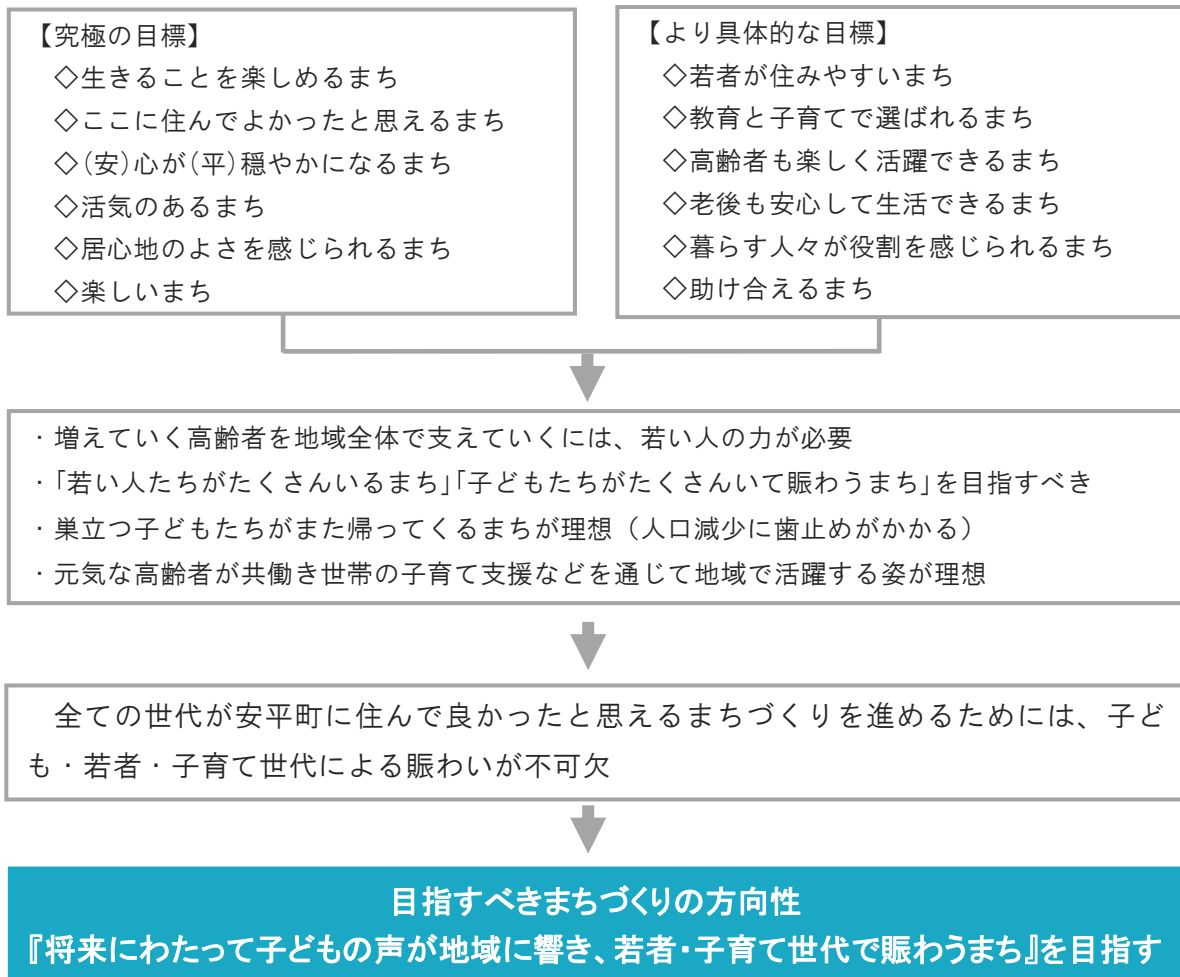 【究極の目標】
◇生きることを楽しめるまち
◇ここに住んでよかったと思えるまち
◇(安)心が(平)穏やかになるまち
◇活気のあるまち
◇居心地のよさを感じられるまち
◇楽しいまち
【より具体的な目標】
◇若者が住みやすいまち
◇教育と子育てで選ばれるまち
◇高齢者も楽しく活躍できるまち
◇老後も安心して生活できるまち
◇暮らす人々が役割を感じられるまち
◇助け合えるまち
・増えていく高齢者を地域全体で支えていくには、若い人の力が必要
・「若い人たちがたくさんいるまち」「子どもたちがたくさんいて賑わうまち」を目指すべき
・巣立つ子どもたちがまた帰ってくるまちが理想（人口減少に歯止めがかかる）
・元気な高齢者が共働き世帯の子育て支援などを通じて地域で活躍する姿が理想
全ての世代が安平町に住んで良かったと思えるまちづくりを進めるためには、子ど
も・若者・子育て世代による賑わいが不可欠
目指すべきまちづくりの方向性
『将来にわたって子どもの声が地域に響き、若者・子育て世代で賑わうまち』を目指す